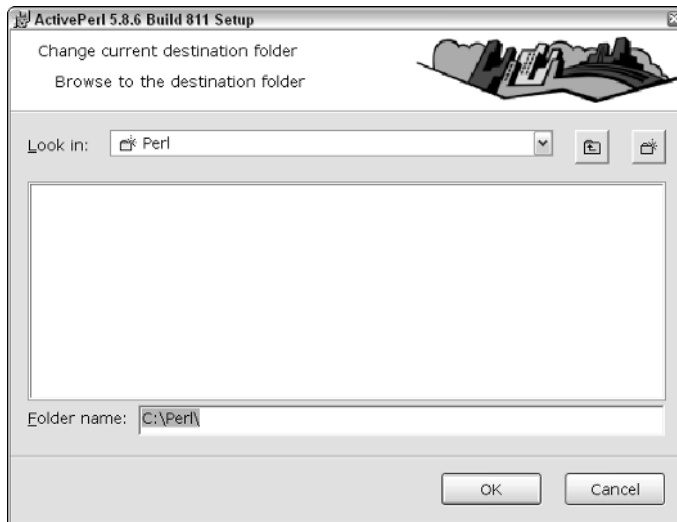 ActivePerl 5.8.6 Build 811 Setup
Change current destination folder
Browse to the destination folder
Look in: Perl
Folder name: C:\Perl\
OK Cancel